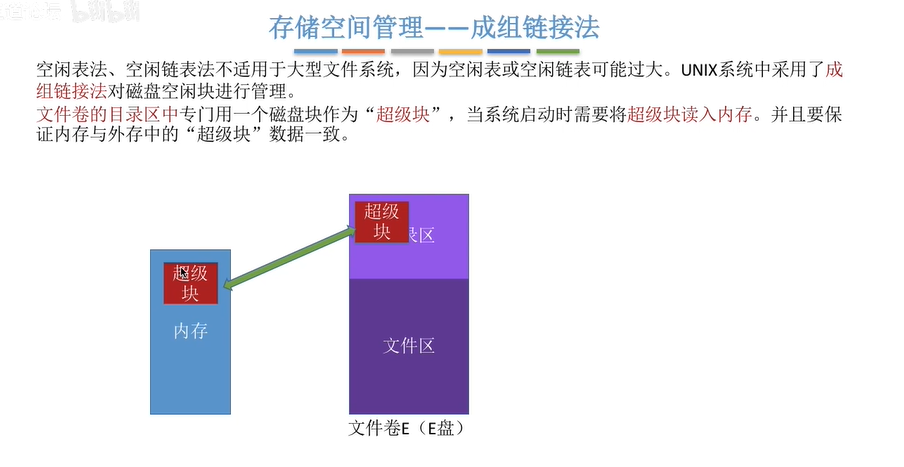 存储空间管理——成组链接法
空闲表法、空闲链表法不适用于大型文件系统，因为空闲表或空闲链表可能过大。UNIX系统中采用了成
组链接法对磁盘空闲块进行管理。
文件卷的目录区中专门用一个磁盘块作为“超级块”，当系统启动时需要将超级块读入内存。并且要保
证内存与外存中的“超级块”数据一致。
超级
块
录区
超级
块
内存
文件区
文件卷E（E盘）